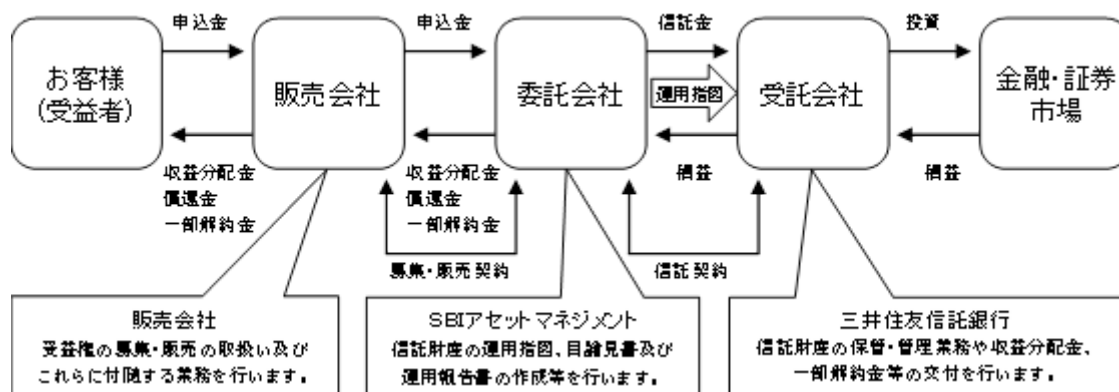 申込金
申込金
信託金
投資
お客様
(受益者)
販売会社
委託会社
運用指図
受託会社
金融・証券
市場
収益分配金
償還金
一部解約金
収益分配金
償還金
一部解約金
損益
損益
募集・販売契約
信託契約
販売会社
受益権の募集・販売の取扱い及び
これらに付随する業務を行います。
SBIアセットマネジメント
信託財産の運用指図、目論見書及び
運用報告書の作成等を行います。
三井住友信託銀行
信託財産の保管・管理業務や収益分配金、
一部解約金等の交付を行います。